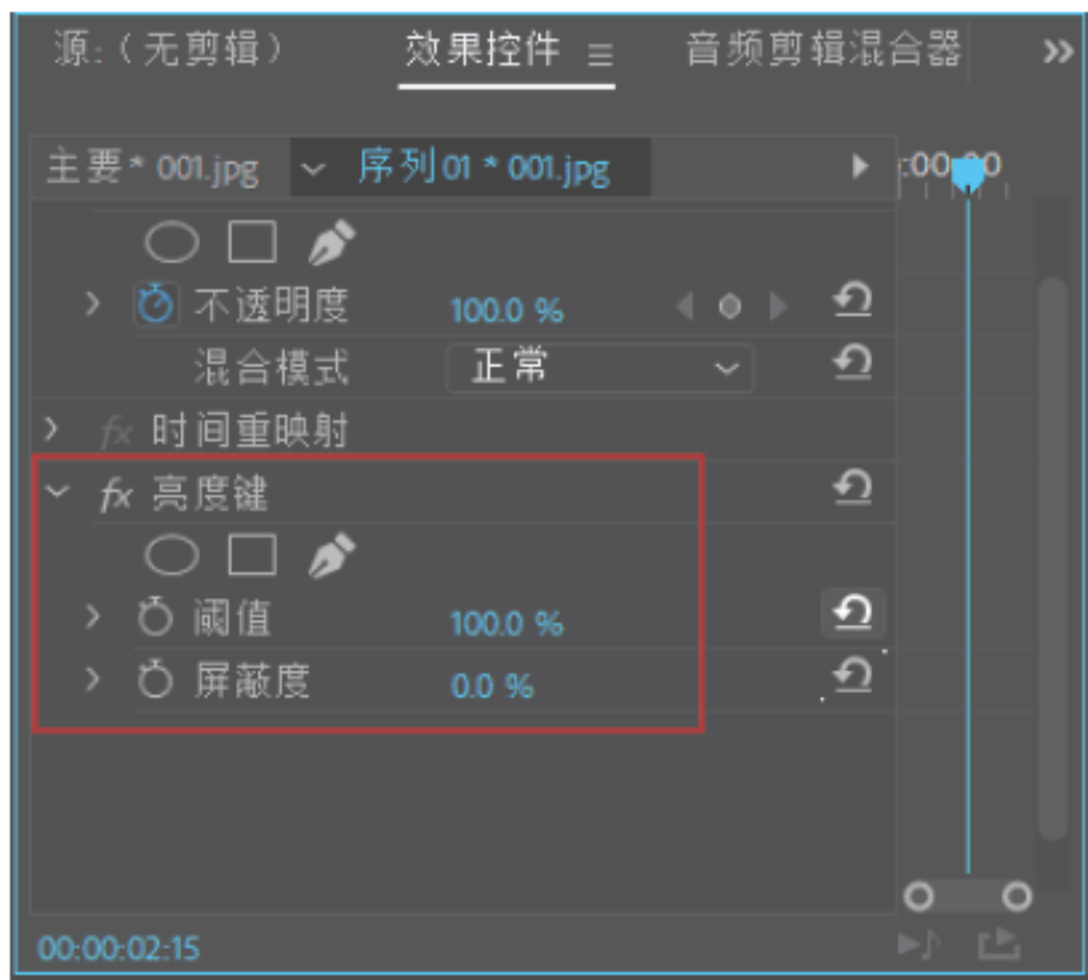 源:（无剪辑） 效果控件 ≡ 音频剪辑混合器 »
主要* 001.jpg 序列 01 * 001.jpg :00:00
不透明度 100.0 %
混合模式 正常
fx 时间重映射
fx 亮度键
阈值 100.0 %
屏蔽度 0.0 %
00:00:02:15